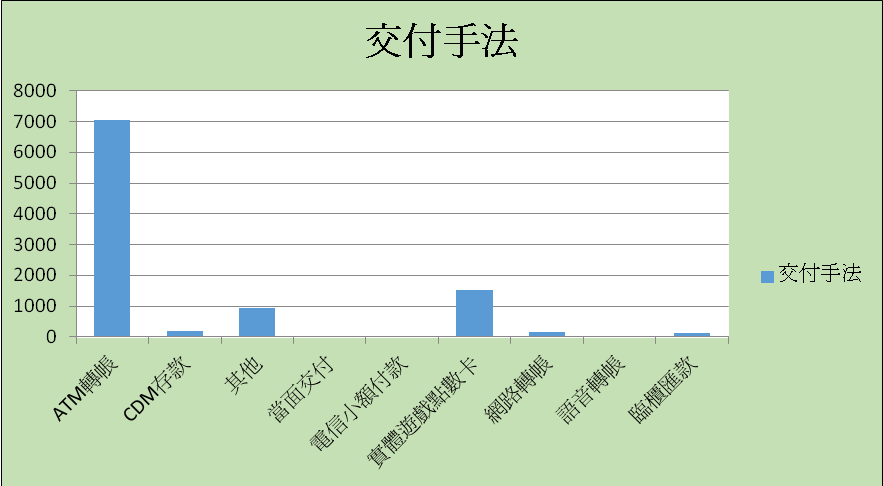 交付手法
8000
7000
6000
5000
4000
3000
2000
1000
0
ATM轉帳
CDM存款
其他
當面交付
電信小額付款
實體遊戲點數卡
網路轉帳
語音轉帳
臨櫃匯款
交付手法